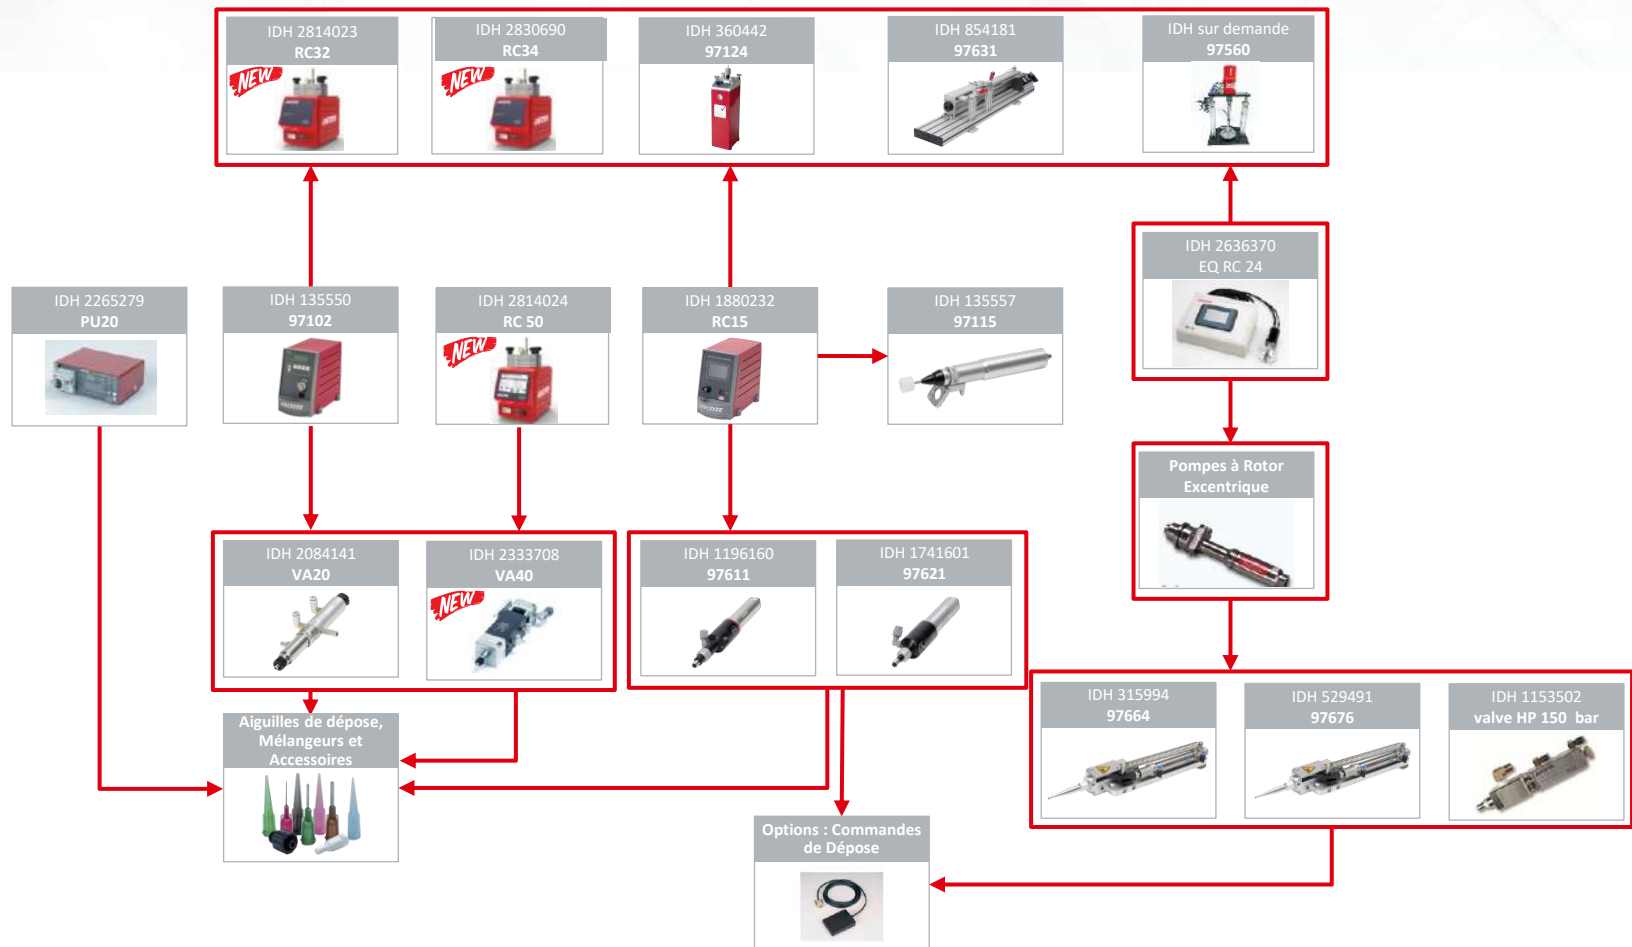 IDH 2814023
RC32
NEW
IDH 2830690
RC34
NEW
IDH 360442
97124
IDH 854181
97631
IDH sur demande
97560
IDH 2636370
EQ RC 24
IDH 2265279
PU20
IDH 135550
97102
IDH 2814024
RC 50
NEW
IDH 1880232
RC15
IDH 135557
97115
Pompes à Rotor
Excentrique
IDH 2084141
VA20
IDH 2333708
VA40
NEW
IDH 1196160
97611
IDH 1741601
97621
IDH 315994
97664
IDH 529491
97676
IDH 1153502
valve HP 150 bar
Aiguilles de dépose,
Mélangeurs et
Accessoires
Options : Commandes
de Dépose